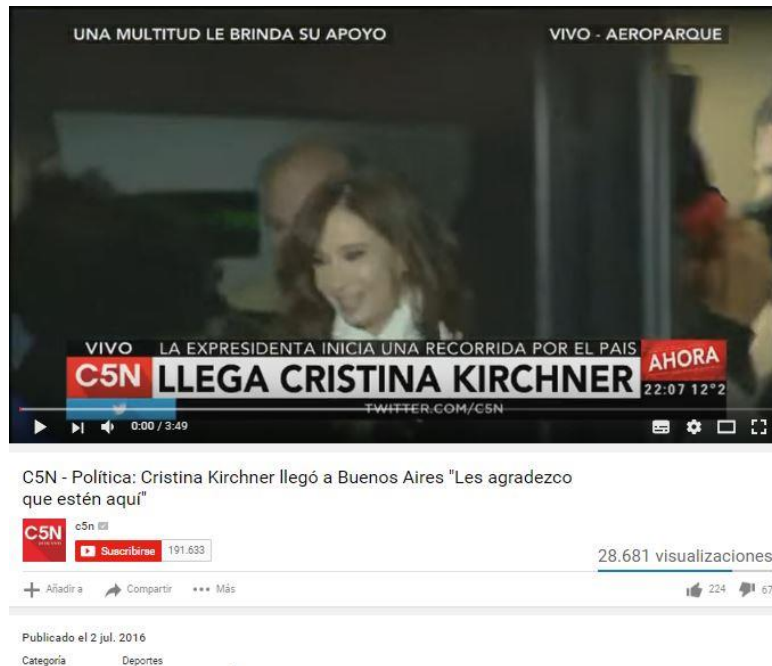 UNA MULTITUD LE BRINDA SU APOYO
VIVO - AEROPARQUE
VIVO LA EXPRESIDENTA INICIA UNA RECORRIDA POR EL PAIS
C5N LLEGA CRISTINA KIRCHNER
AHORA
22:07 12°2
TWITTER.COM/C5N
0:00 / 3:49
C5N - Política: Cristina Kirchner llegó a Buenos Aires "Les agradezco
que estén aquí"
C5N
c5n
Suscribirse 191.633
28.681 visualizaciones
Añadir a Compartir Más
224 67
Publicado el 2 jul. 2016
Categoría Deportes